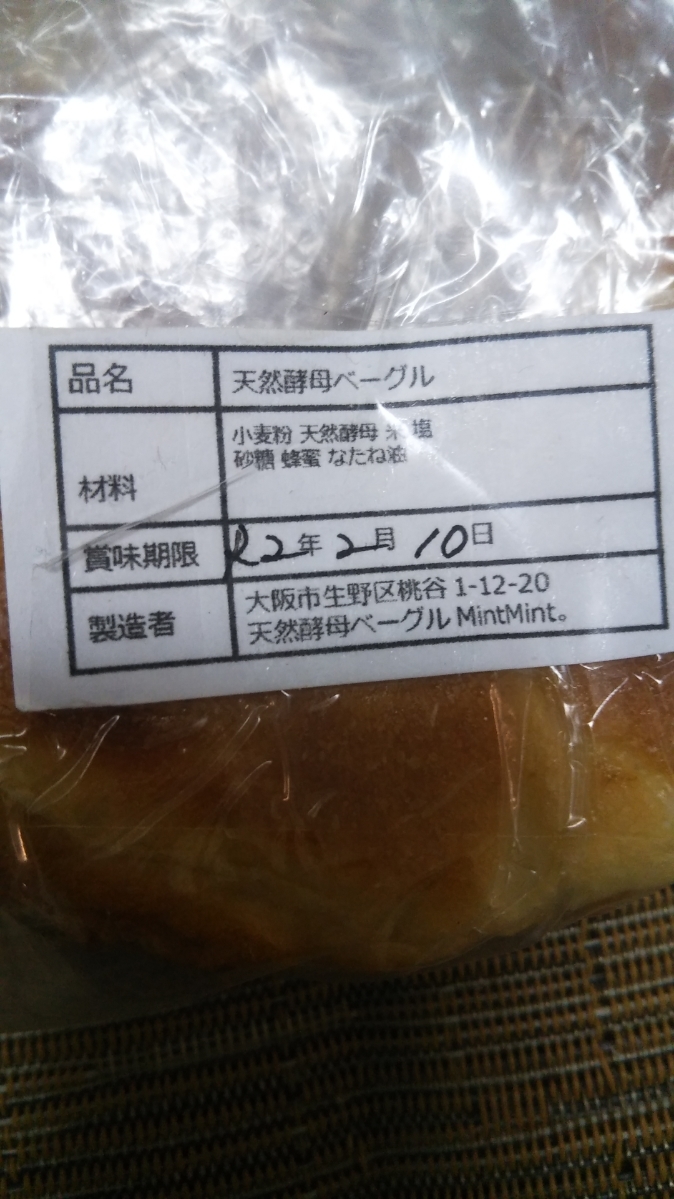 品名 天然酵母ベーグル
材料 小麦粉 天然酵母 塩
砂糖 蜂蜜 なたね油
賞味期限 R2年2月10日
製造者 大阪市生野区桃谷 1-12-20
天然酵母ベーグル MintMint。